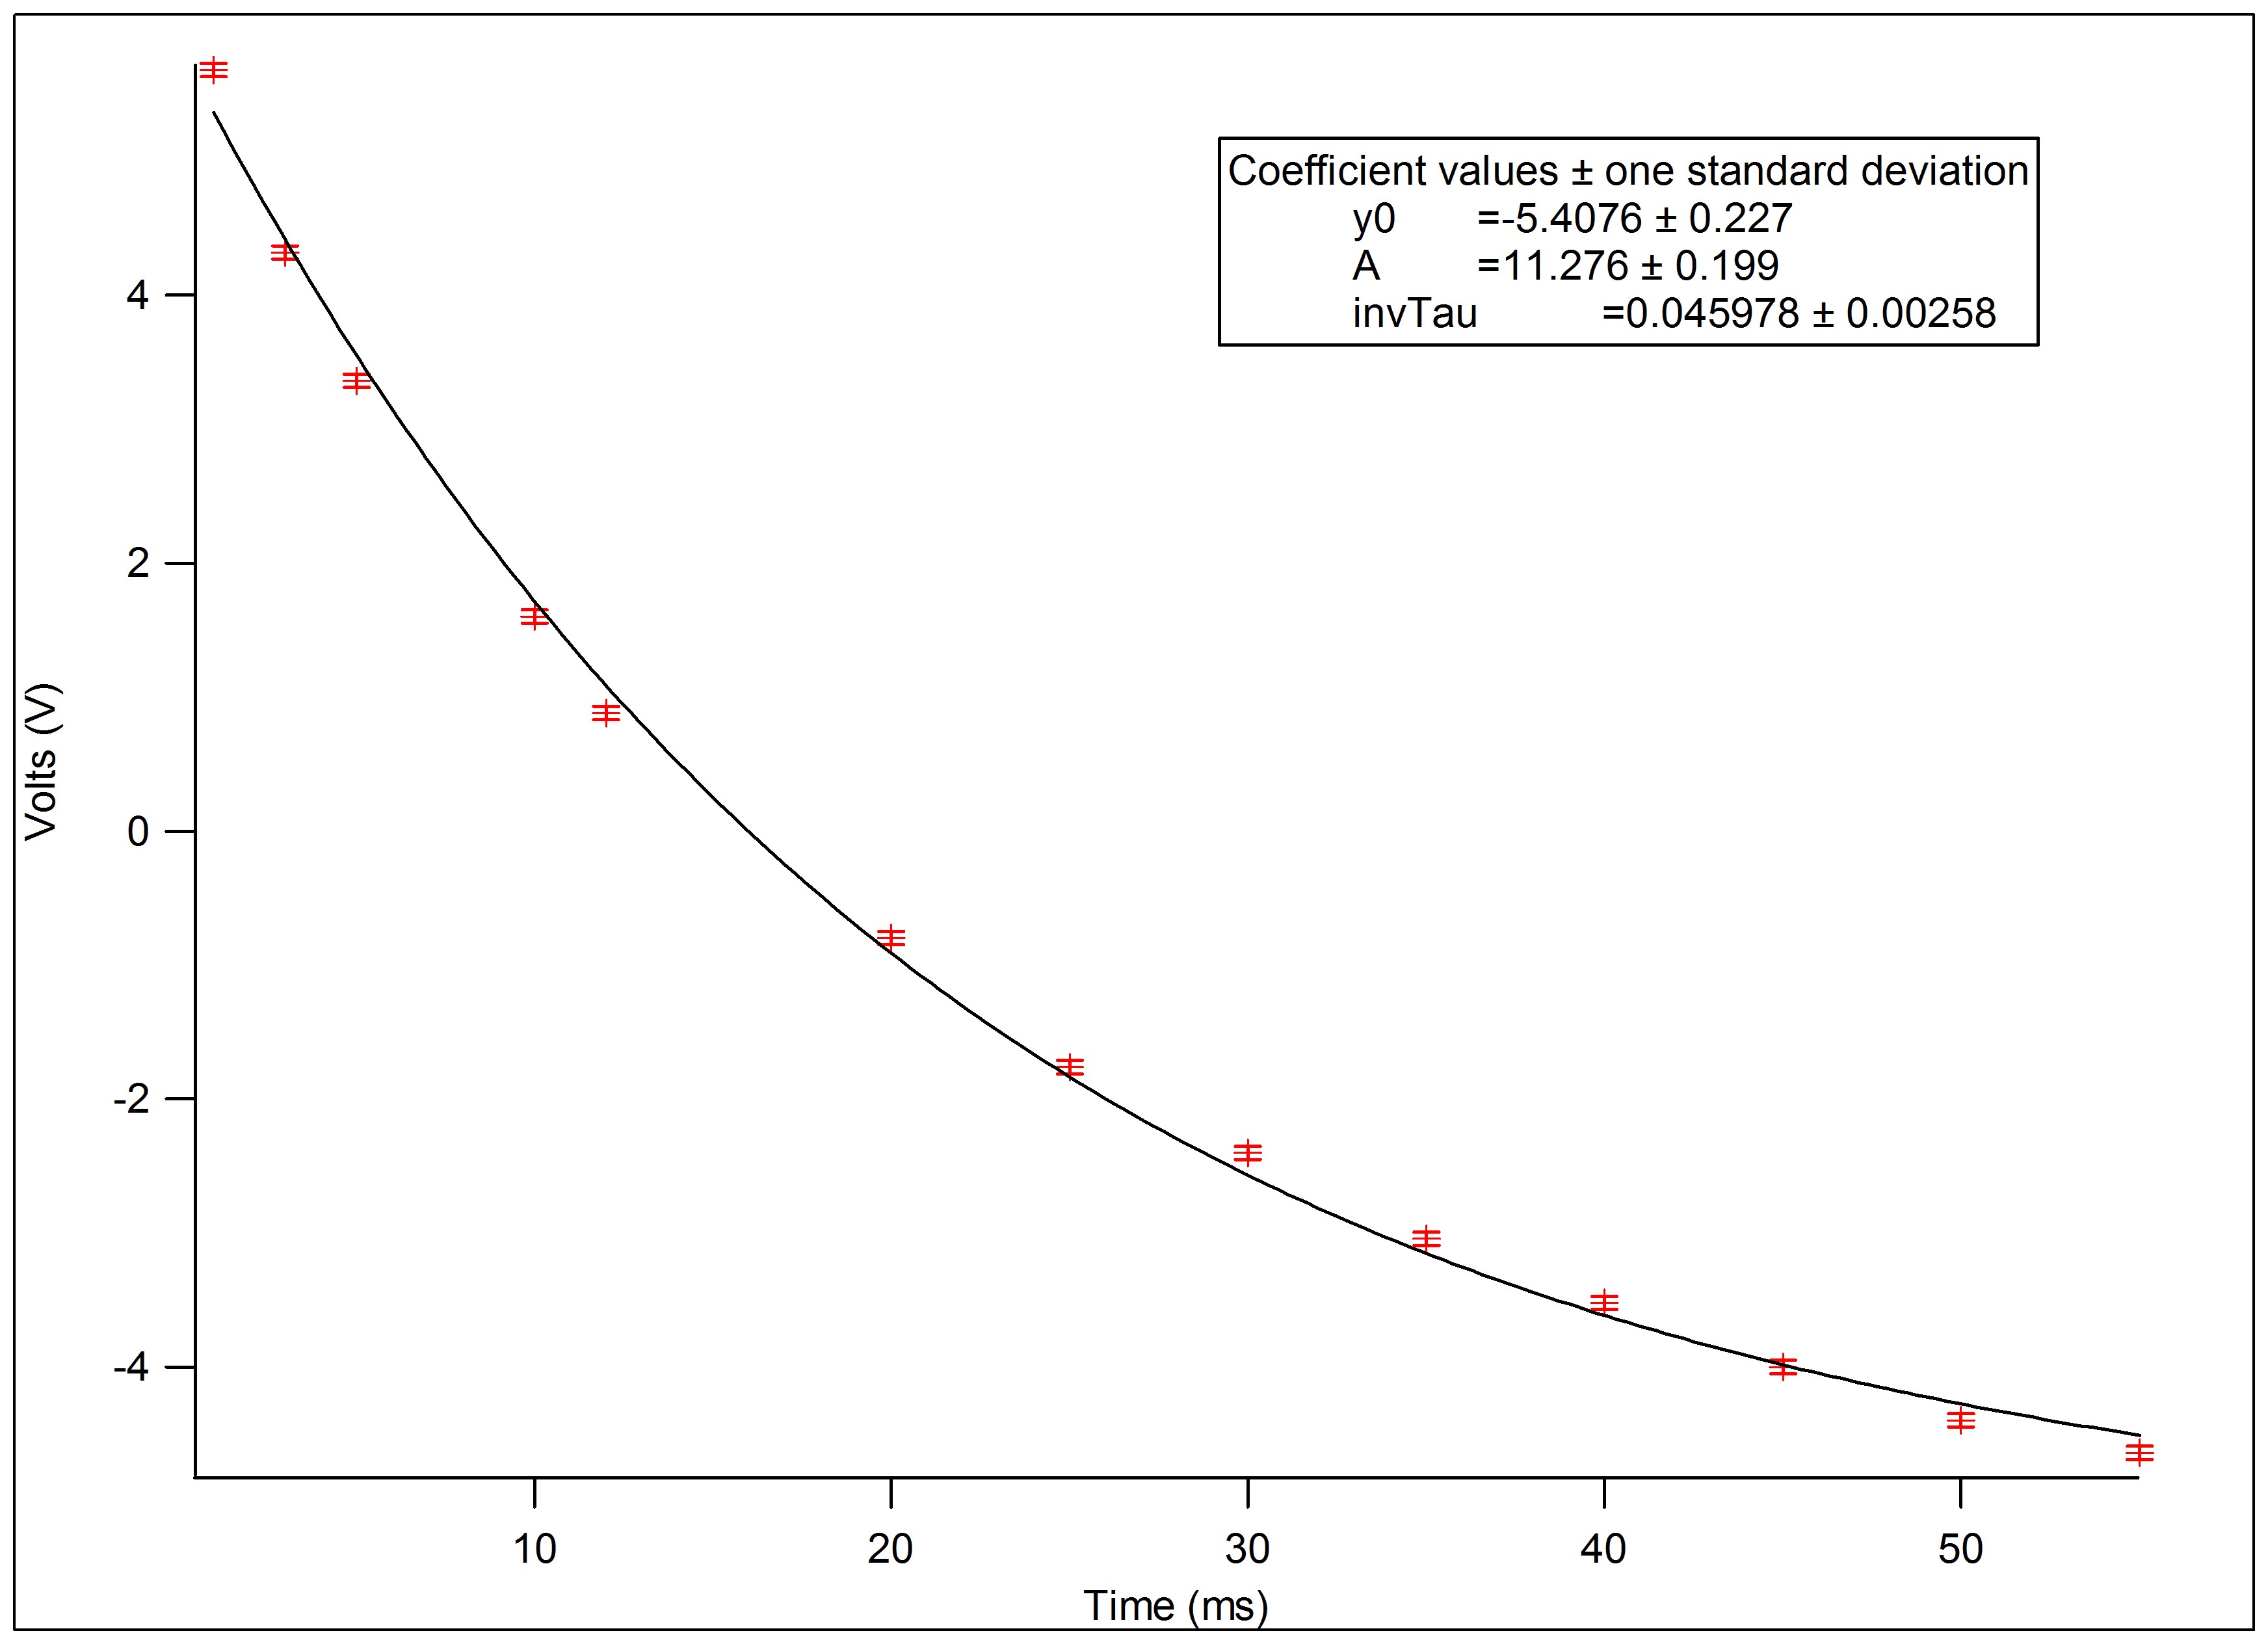 Coefficient values ± one standard deviation
y0 =-5.4076 ± 0.227
A =11.276 ± 0.199
invTau =0.045978 ± 0.00258
4
2
0
-2
-4
Volts (V)
10 20 30 40 50
Time (ms)